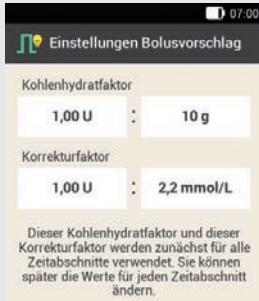 07:00
Einstellungen Bolusvorschlag
Kohlenhydratfaktor
1,00 U : 10 g
Korrekturfaktor
1,00 U : 2,2 mmol/L
Dieser Kohlenhydratfaktor und dieser
Korrekturfaktor werden zunächst für alle
Zeitabschnitte verwendet. Sie können
später die Werte für jeden Zeitabschnitt
ändern.